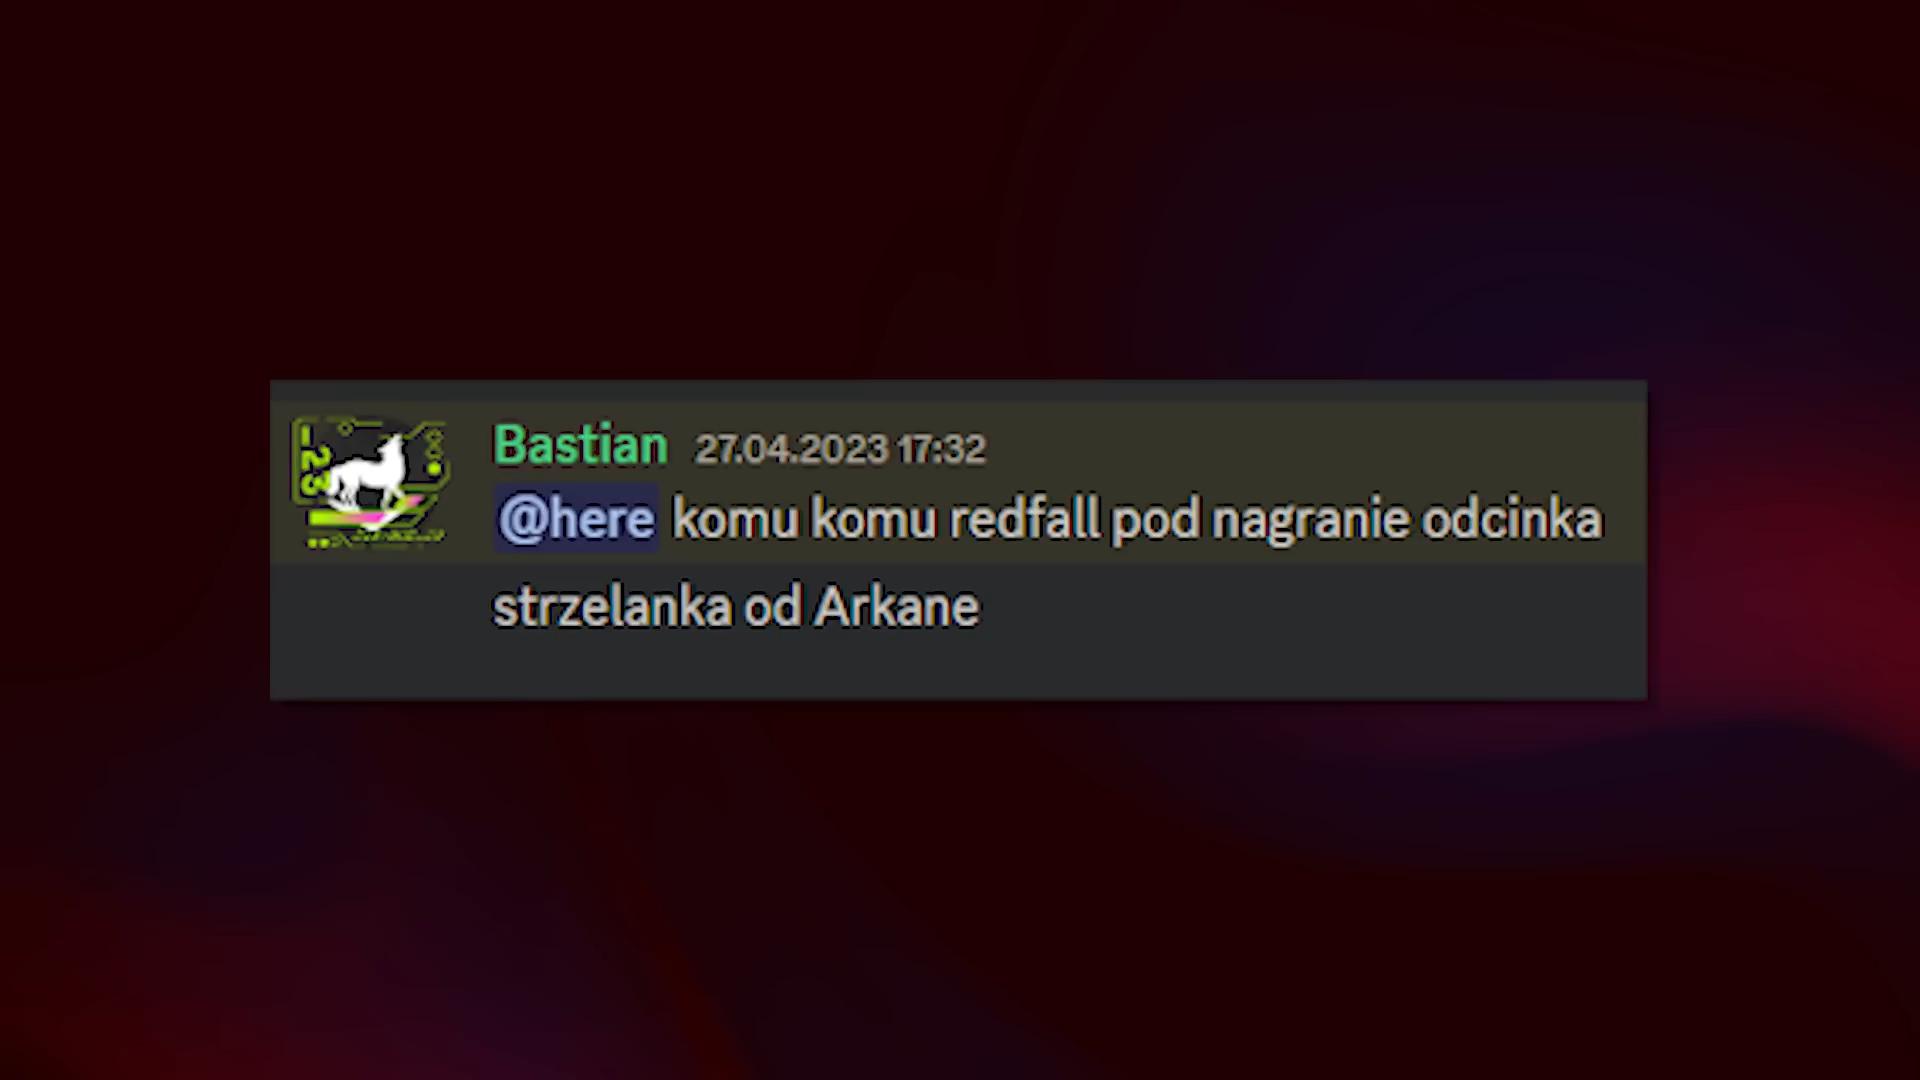 Bastian 27.04.2023 17:32
@here komu komu redfall pod nagranie odcinka
strzelanka od Arkane